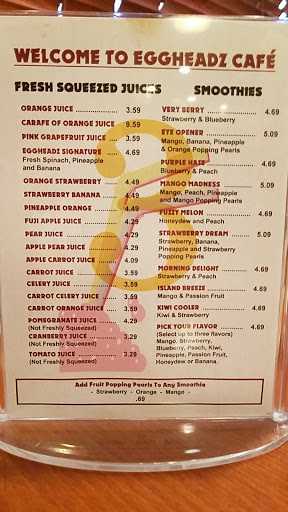 WELCOME TO EGGHEADZ CAFÉ
FRESH SQUEEZED JUICES
ORANGE JUICE .................. 3.59
CARAFE OF ORANGE JUICE 9.59
PINK GRAPEFRUIT JUICE .... 3.59
EGGHEADZ SIGNATURE .... 4.69
Fresh Spinach, Pineapple
and Banana
ORANGE STRAWBERRY ........ 4.49
STRAWBERRY BANANA ........ 4.49
PINEAPPLE ORANGE ............ 4.49
FUJI APPLE JUICE ............... 4.29
PEAR JUICE ........................ 4.29
APPLE PEAR JUICE .............. 4.29
APPLE CARROT JUICE .......... 4.09
CARROT JUICE .................... 3.59
CELERY JUICE .................... 3.59
CARROT CELERY JUICE ........ 3.59
CARROT ORANGE JUICE ...... 3.59
POMEGRANATE JUICE ........ 4.29
(Not Freshly Squeezed)
CRANBERRY JUICE ............. 3.29
(Not Freshly Squeezed)
TOMATO JUICE .................. 3.29
(Not Freshly Squeezed)
SMOOTHIES
VERY BERRY ..................... 4.69
Strawberry & Blueberry
EYE OPENER ..................... 5.09
Mango, Banana, Pineapple
& Orange Popping Pearls
PURPLE HAZE .................... 4.69
Blueberry & Peach
MANGO MADNESS ............ 5.09
Mango, Peach, Pineapple
and Mango Popping Pearls
FUZZY MELON .................. 4.69
Honeydew and Peach
STRAWBERRY DREAM ....... 5.09
Strawberry, Banana,
Pineapple and Strawberry
Popping Pearls
MORNING DELIGHT ........... 4.69
Strawberry & Peach
ISLAND BREEZE ................ 4.69
Mango & Passion Fruit
KIWI COOLER ................... 4.69
Kiwi & Strawberry
PICK YOUR FLAVOR .......... 4.69
(Select up to three flavors)
Mango, Strawberry,
Blueberry, Peach, Kiwi,
Pineapple, Passion Fruit,
Honeydew or Banana.
Add Fruit Popping Pearls To Any Smoothie
- Strawberry - Orange - Mango -
.69